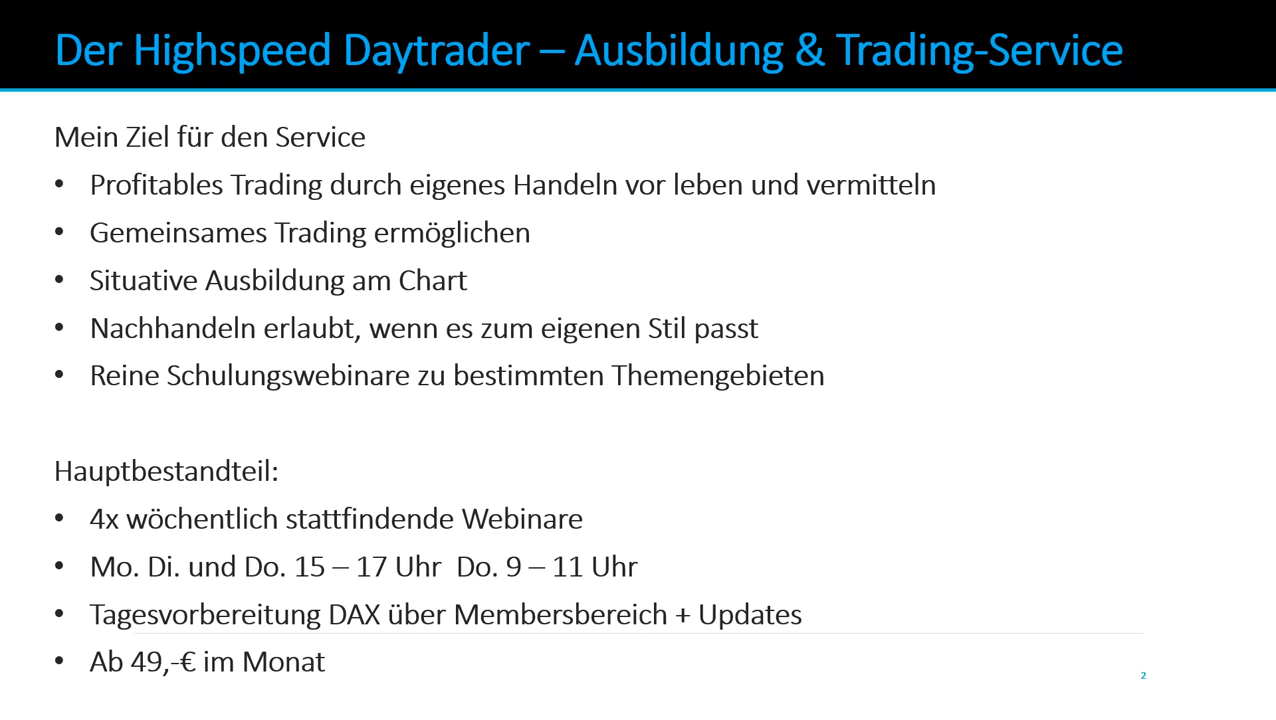 Der Highspeed Daytrader – Ausbildung & Trading-Service
Mein Ziel für den Service
• Profitables Trading durch eigenes Handeln vor leben und vermitteln
• Gemeinsames Trading ermöglichen
• Situative Ausbildung am Chart
• Nachhandeln erlaubt, wenn es zum eigenen Stil passt
• Reine Schulungswebinare zu bestimmten Themengebieten
Hauptbestandteil:
• 4x wöchentlich stattfindende Webinare
• Mo. Di. und Do. 15 – 17 Uhr  Do. 9 – 11 Uhr
• Tagesvorbereitung DAX über Membersbereich + Updates
• Ab 49,-€ im Monat
2